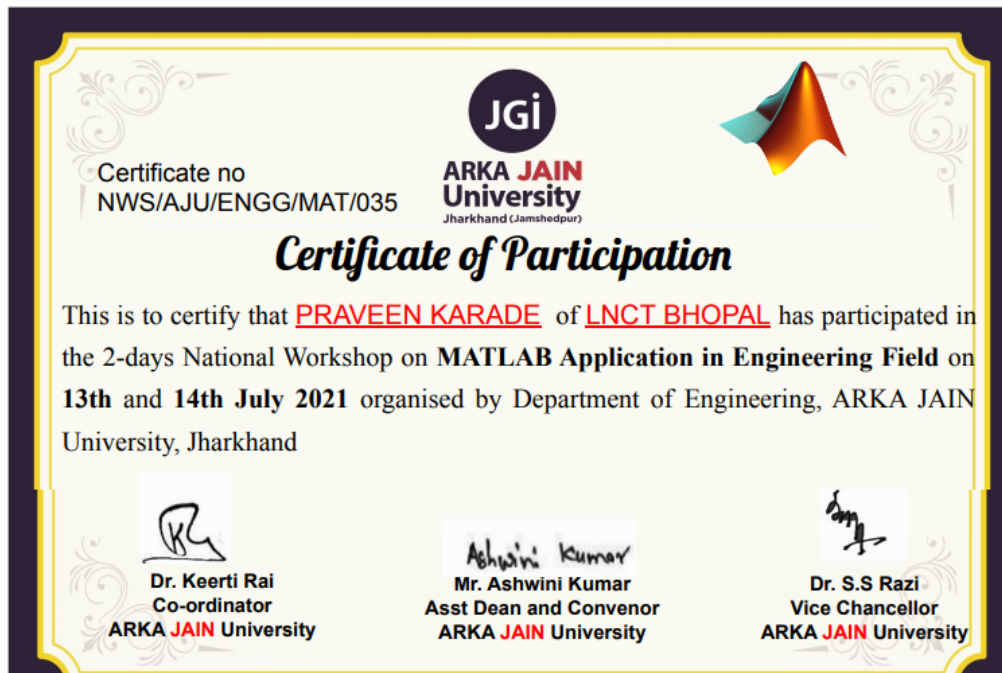 JGi
ARKA JAIN
University
Jharkhand (Jamshedpur)
Certificate no
NWS/AJU/ENGG/MAT/035
Certificate of Participation
This is to certify that PRAVEEN KARADE of LNCT BHOPAL has participated in
the 2-days National Workshop on MATLAB Application in Engineering Field on
13th and 14th July 2021 organised by Department of Engineering, ARKA JAIN
University, Jharkhand
Ashwini Kumar
Dr. Keerti Rai
Co-ordinator
ARKA JAIN University
Mr. Ashwini Kumar
Asst Dean and Convenor
ARKA JAIN University
Dr. S.S Razi
Vice Chancellor
ARKA JAIN University